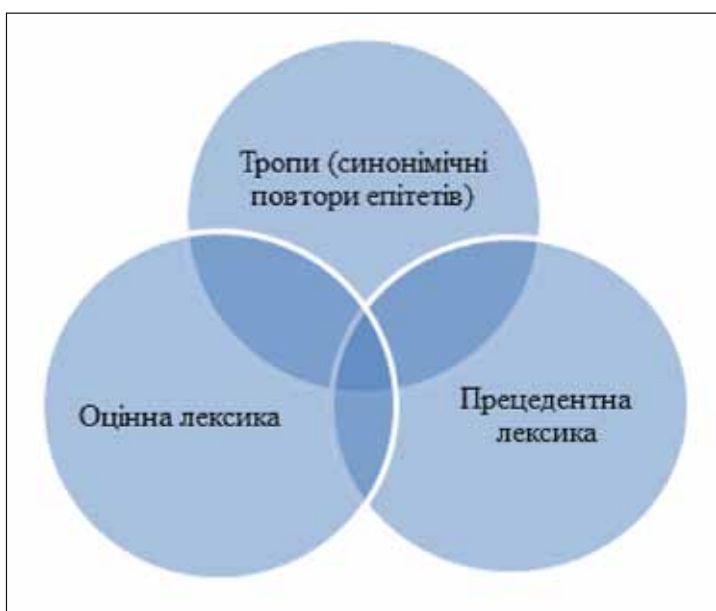 Тропи (синонімічні
повтори епітетів)
Оцінна лексика
Прецедентна
лексика